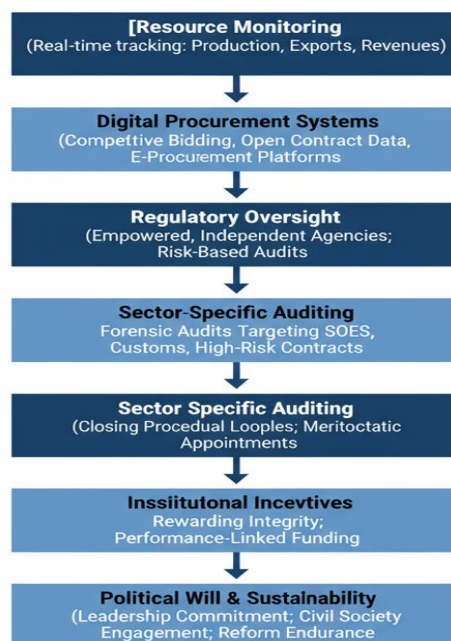 [Resource Monitoring
(Real-time tracking: Production, Exports, Revenues)
Digital Procurement Systems
(Compettive Bidding, Open Contract Data,
E-Procurement Platforms
Regulatory Oversight
(Empowered, Independent Agencies;
Risk-Based Audits
Sector-Specific Auditing
Forensic Audits Targeting SOES,
Customs, High-Risk Contracts
Sector Specific Auditing
(Closing Procedual Looples; Meritoctatic
Appointments
Inssiitutonal Incevtives
Rewarding Integrity;
Performance-Linked Funding
Political Will & Sustainability
(Leadership Commitment; Civil Society
Engagement; Reform Endurance